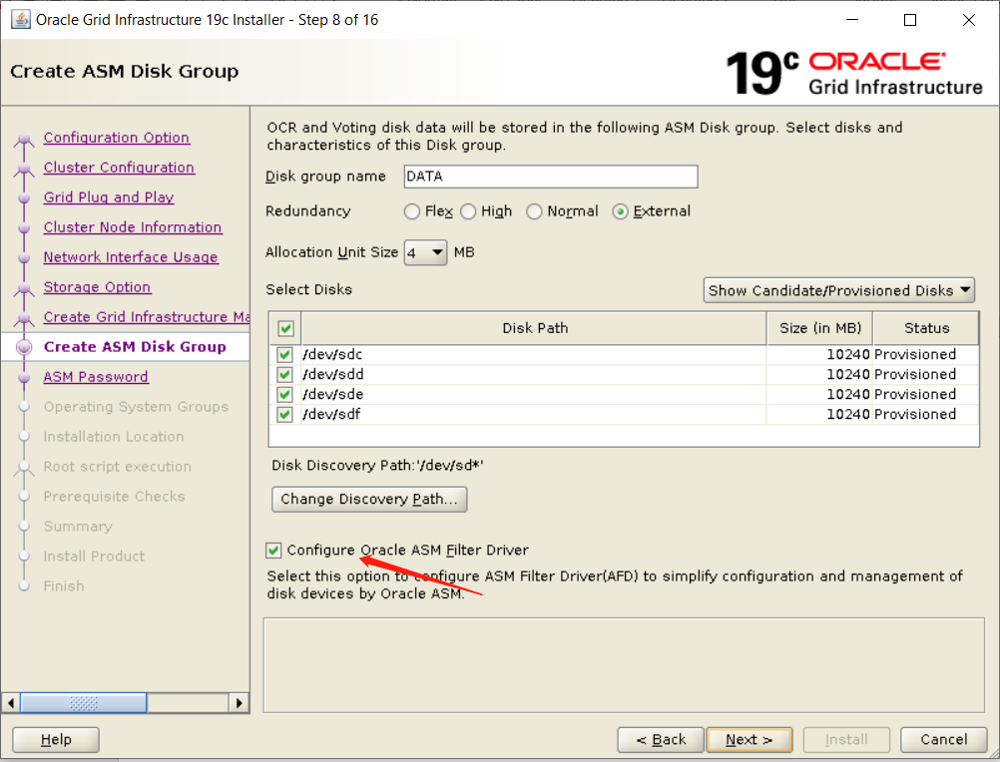 Oracle Grid Infrastructure 19c Installer - Step 8 of 16
Create ASM Disk Group
19c ORACLE
Grid Infrastructure
Configuration Option
Cluster Configuration
Grid Plug and Play
Cluster Node Information
Network Interface Usage
Storage Option
Create Grid Infrastructure Ma
Create ASM Disk Group
ASM Password
Operating System Groups
Installation Location
Root script execution
Prerequisite Checks
Summary
Install Product
Finish
OCR and Voting disk data will be stored in the following ASM Disk group. Select disks and
characteristics of this Disk group.
Disk group name DATA
Redundancy Flex High Normal External
Allocation Unit Size 4 MB
Select Disks Show Candidate/Provisioned Disks
Disk Path Size (in MB) Status
/dev/sdc 10240 Provisioned
/dev/sdd 10240 Provisioned
/dev/sde 10240 Provisioned
/dev/sdf 10240 Provisioned
Disk Discovery Path:'/dev/sd*'
Change Discovery Path...
Configure Oracle ASM Filter Driver
Select this option to configure ASM Filter Driver(AFD) to simplify configuration and management of
disk devices by Oracle ASM.
Help < Back Next > Install Cancel